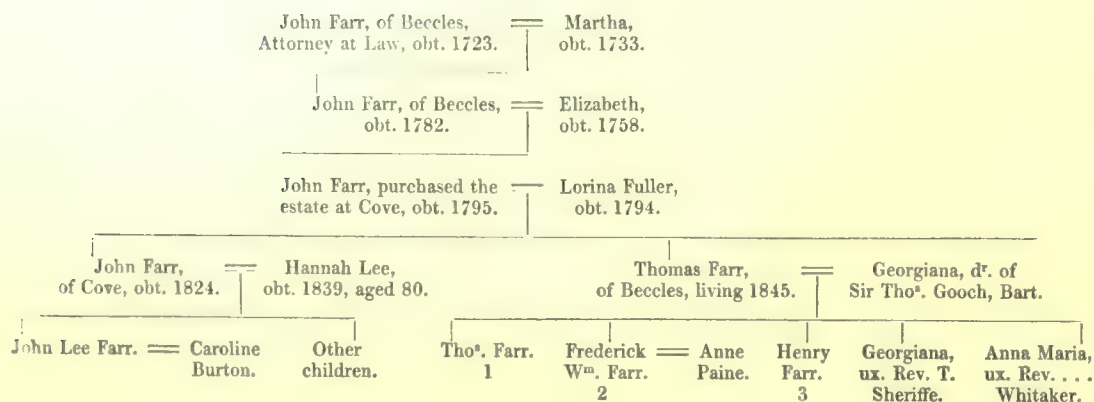 John Farr, of Beccles,
Attorney at Law, obt. 1723.
Martha,
obt. 1733.
John Farr, of Beccles,
obt. 1782.
Elizabeth,
obt. 1758.
John Farr, purchased the
estate at Cove, obt. 1795.
Lorina Fuller,
obt. 1794.
John Farr,
of Cove, obt. 1824.
Hannah Lee,
obt. 1839, aged 80.
Thomas Farr,
of Beccles, living 1845.
Georgiana, dʳ. of
Sir Thoˢ. Gooch, Bart.
John Lee Farr.
Caroline
Burton.
Other
children.
Thoˢ. Farr.
1
Frederick
Wᵐ. Farr.
2
Anne
Paine.
Henry
Farr.
3
Georgiana,
ux. Rev. T.
Sheriffe.
Anna Maria,
ux. Rev. . . .
Whitaker.